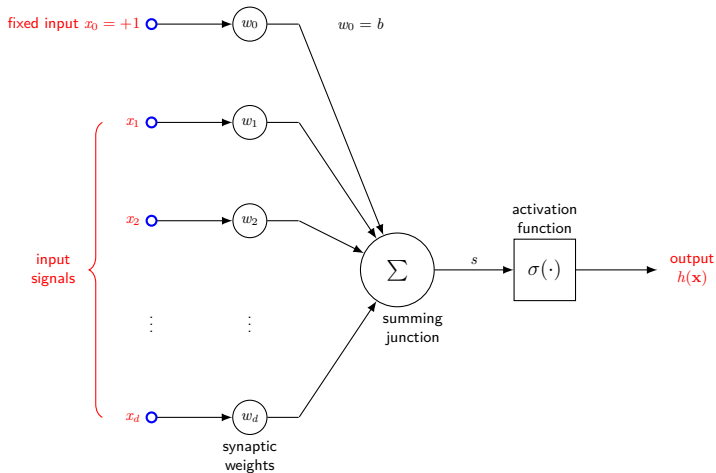 fixed input x₀ = +1
w₀
w₀ = b
x₁
w₁
x₂
w₂
activation
function
input
signals
∑
s
σ(·)
output
h(𝐱)
summing
junction
⋮
⋮
x_d
w_d
synaptic
weights